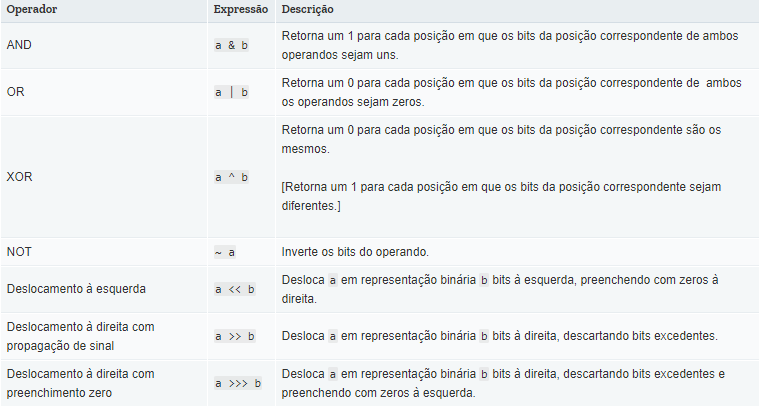 Operador Expressão Descrição
AND a & b Retorna um 1 para cada posição em que os bits da posição correspondente de ambos
operandos sejam uns.
OR a | b Retorna um 0 para cada posição em que os bits da posição correspondente de ambos
os operandos sejam zeros.
XOR a ^ b Retorna um 0 para cada posição em que os bits da posição correspondente são os
mesmos.
[Retorna um 1 para cada posição em que os bits da posição correspondente sejam
diferentes.]
NOT ~ a Inverte os bits do operando.
Deslocamento à esquerda a << b Desloca a em representação binária b bits à esquerda, preenchendo com zeros à
direita.
Deslocamento à direita com
propagação de sinal a >> b Desloca a em representação binária b bits à direita, descartando bits excedentes.
Deslocamento à direita com
preenchimento zero a >>> b Desloca a em representação binária b bits à direita, descartando bits excedentes e
preenchendo com zeros à esquerda.